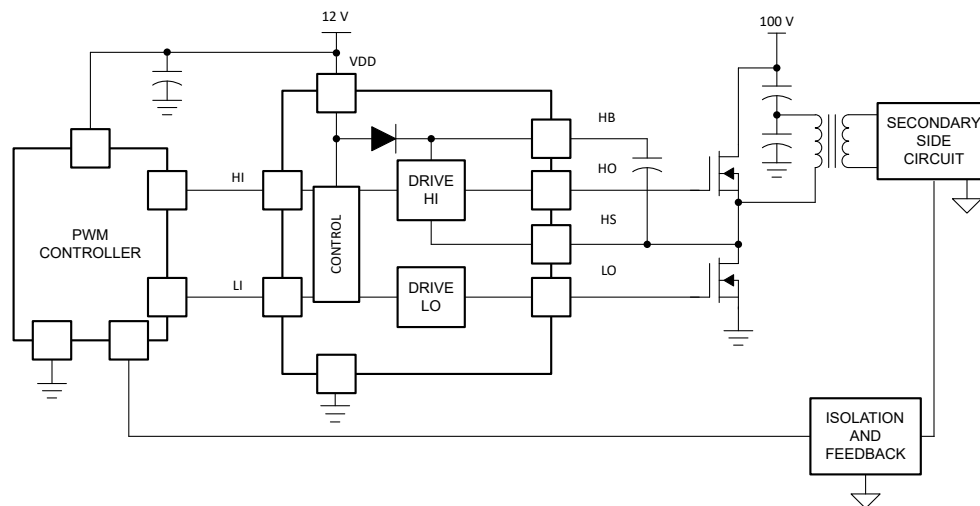 12 V
100 V
VDD
HB
SECONDARY
SIDE
CIRCUIT
HI
DRIVE
HI
HO
PWM
CONTROLLER
CONTROL
HS
LI
DRIVE
LO
LO
ISOLATION
AND
FEEDBACK